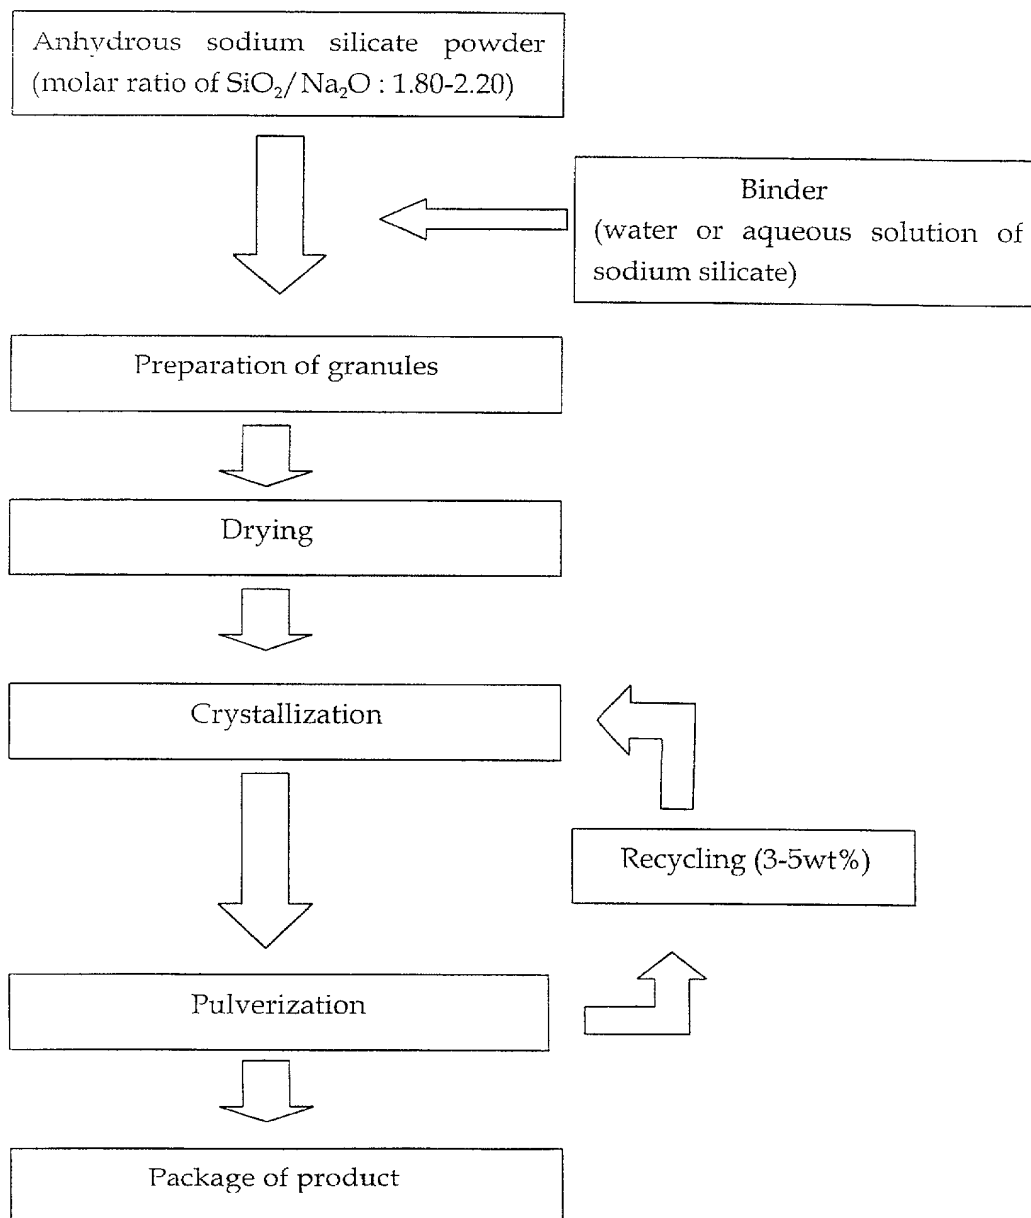 Anhydrous sodium silicate powder
(molar ratio of SiO₂/Na₂O : 1.80-2.20)
Binder
(water or aqueous solution of
sodium silicate)
Preparation of granules
Drying
Crystallization
Recycling (3-5wt%)
Pulverization
Package of product